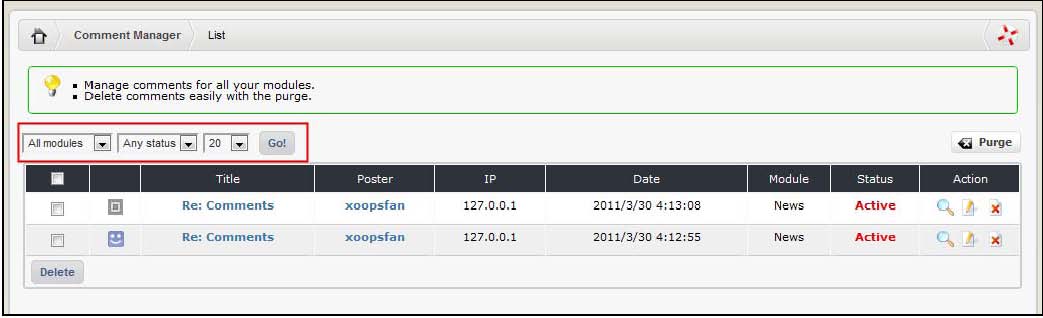 Comment Manager List
Manage comments for all your modules.
Delete comments easily with the purge.
All modules Any status 20 Go! Purge
Title Poster IP Date Module Status Action
Re: Comments xoopsfan 127.0.0.1 2011/3/30 4:13:08 News Active
Re: Comments xoopsfan 127.0.0.1 2011/3/30 4:12:55 News Active
Delete